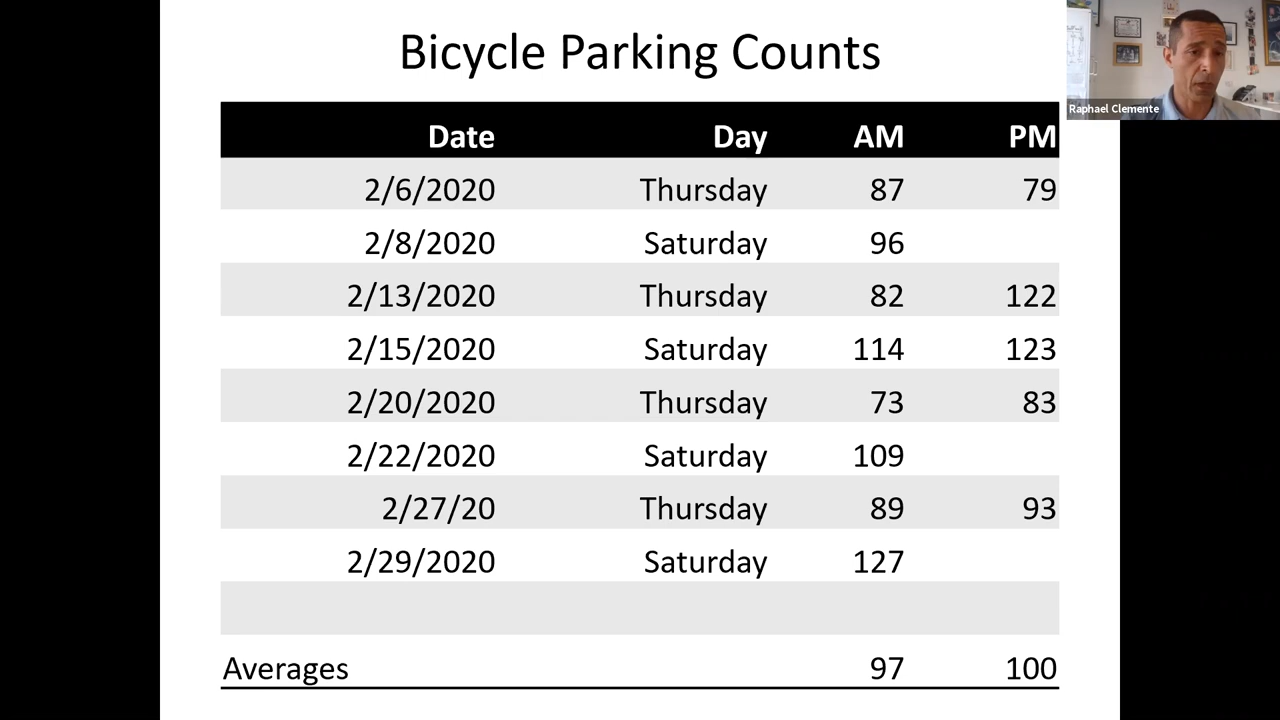 Bicycle Parking Counts
Raphael Clemente
Date Day AM PM
2/6/2020 Thursday 87 79
2/8/2020 Saturday 96
2/13/2020 Thursday 82 122
2/15/2020 Saturday 114 123
2/20/2020 Thursday 73 83
2/22/2020 Saturday 109
2/27/20 Thursday 89 93
2/29/2020 Saturday 127
Averages 97 100